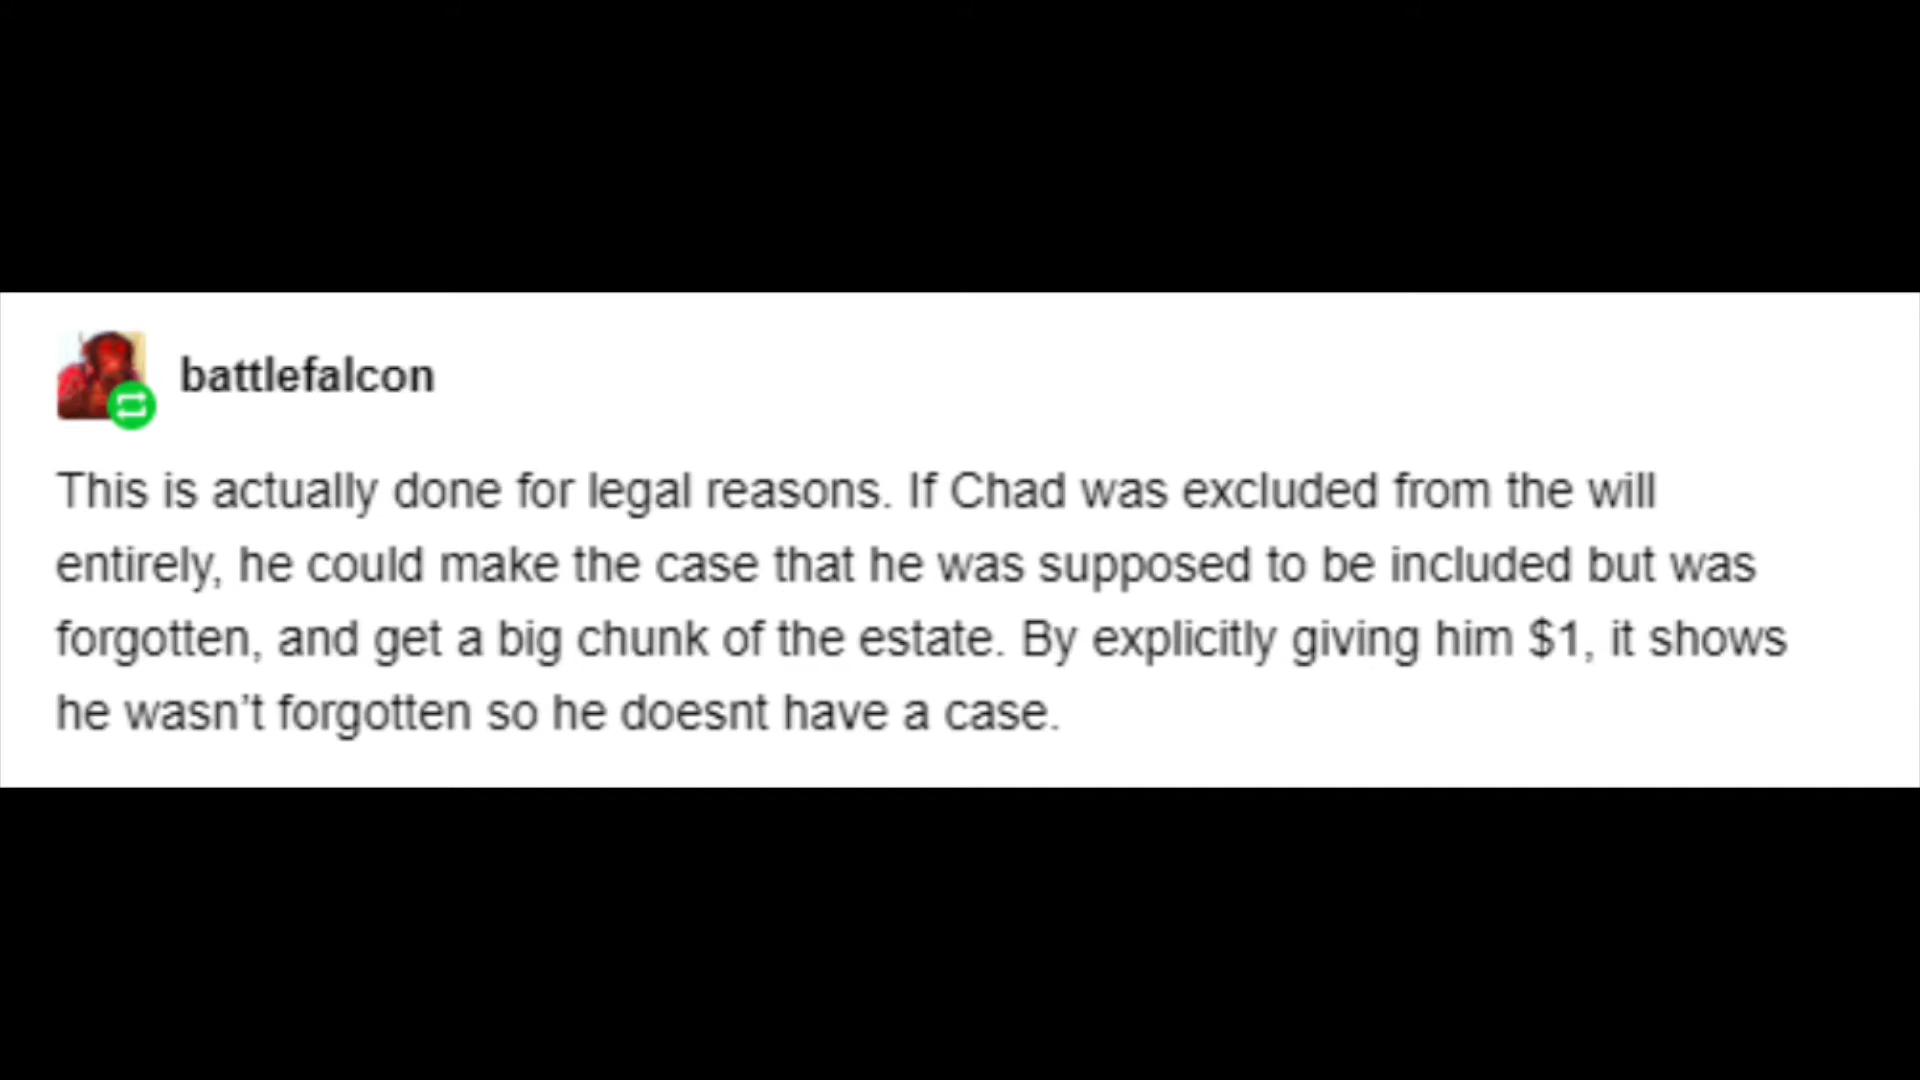 battlefalcon
This is actually done for legal reasons. If Chad was excluded from the will
entirely, he could make the case that he was supposed to be included but was
forgotten, and get a big chunk of the estate. By explicitly giving him $1, it shows
he wasn’t forgotten so he doesnt have a case.